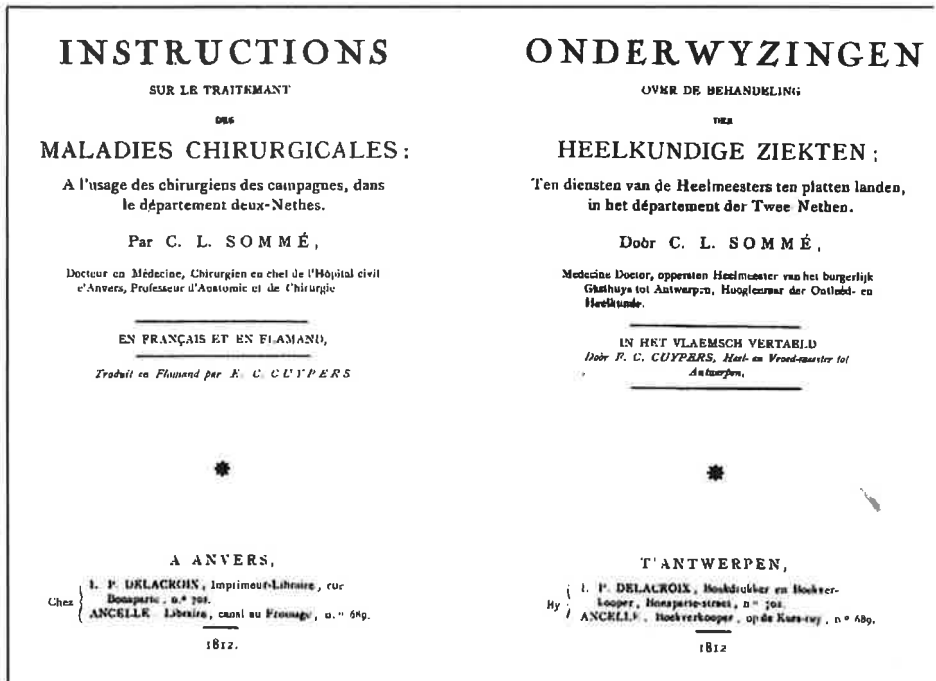 INSTRUCTIONS
SUR LE TRAITEMANT
DES
MALADIES CHIRURGICALES:
A l'usage des chirurgiens des campagnes, dans
le département deux-Nethes.
Par C. L. SOMMÉ,
Docteur en Médecine, Chirurgien en chef de l'Hôpital civil
d'Anvers, Professeur d'Anatomie et de Chirurgie
EN FRANÇAIS ET EN FLAMAND,
Traduit en Flamand par F. C. CUYPERS
A ANVERS,
Chez
I. P. DELACROIX, Imprimeur-Libraire, rue
Bonaparte, n.° 702.
ANCELLE Libraire, canal au Fromage, n.° 689.
1812.
ONDERWYZINGEN
OVER DE BEHANDELING
DER
HEELKUNDIGE ZIEKTEN;
Ten diensten van de Heelmeesters ten platten landen,
in het département der Twee Nethen.
Doòr C. L. SOMMÉ,
Medecine Doctor, oppersten Heelmeester van het burgerlijk
Gasthuys tot Antwerpen, Hoogleeraar der Ontleed- en
Heelkunde.
IN HET VLAEMSCH VERTAELD
Doòr F. C. CUYPERS, Heel- en Vroed-meester tot
Antwerpen,
T'ANTWERPEN,
By
I. P. DELACROIX, Boekdrukker en Boekver-
kooper, Bonaparte-straet, n° 702.
ANCELLE, Boekverkooper, op de Kaes-ruy, n° 689.
1812